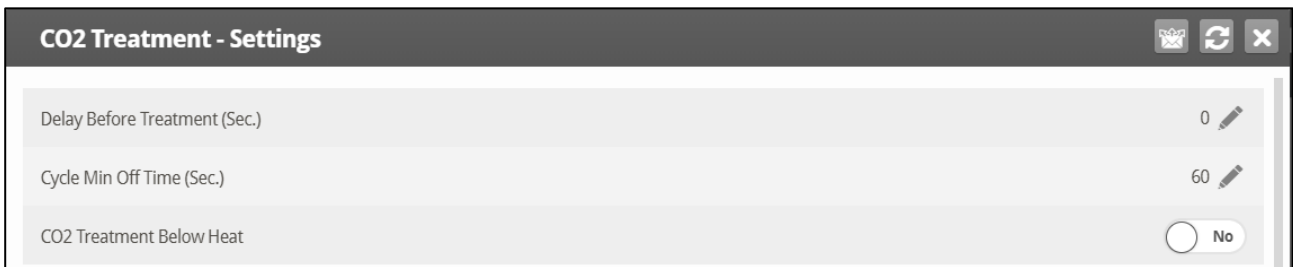 CO2 Treatment - Settings
Delay Before Treatment (Sec.) 0
Cycle Min Off Time (Sec.) 60
CO2 Treatment Below Heat No